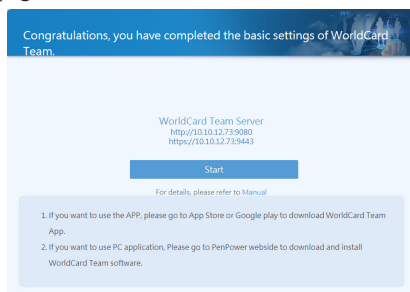 Congratulations, you have completed the basic settings of WorldCard
Team.
WorldCard Team Server
http://10.10.12.73:9080
https://10.10.12.73:9443
Start
For details, please refer to Manual
1. If you want to use the APP, please go to App Store or Google play to download WorldCard Team
App.
2. If you want to use PC application, Please go to PenPower webside to download and install
WorldCard Team software.